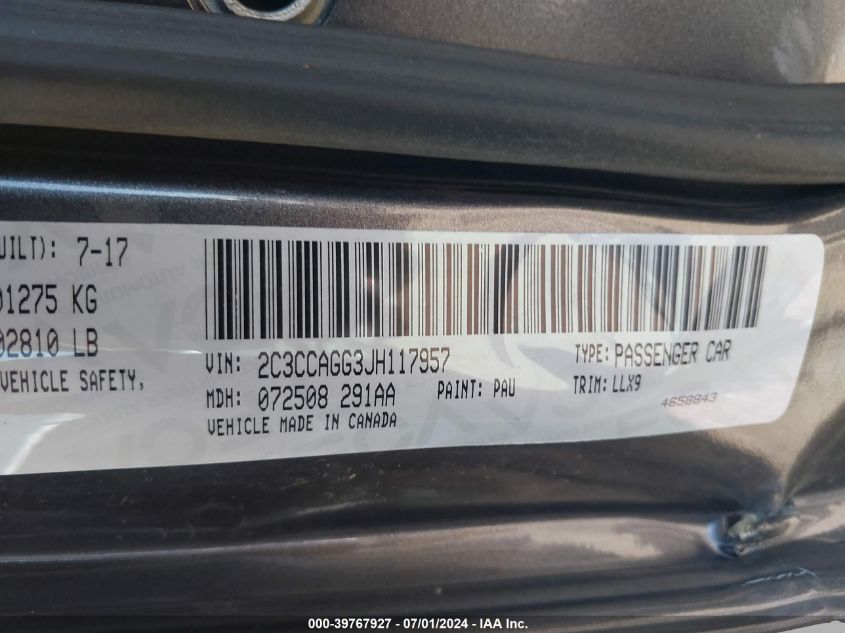 UILT): 7-17
01275 KG
02810 LB
VEHICLE SAFETY,
VIN: 2C3CCAGG3JH117957
TYPE: PASSENGER CAR
MDH: 072508 291AA
PAINT: PAU
TRIM: LLX9
4658843
VEHICLE MADE IN CANADA
000-39767927 - 07/01/2024 - IAA Inc.